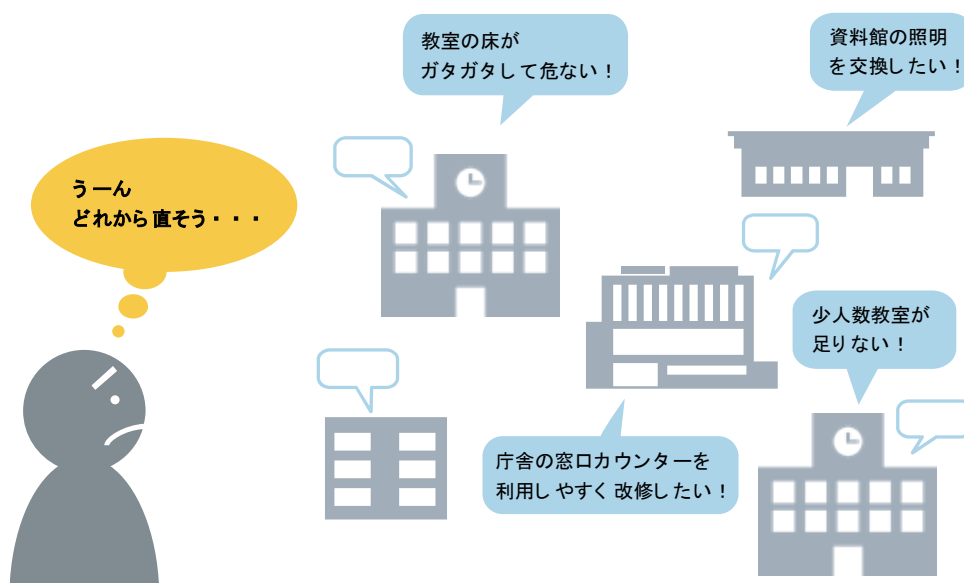 教室の床が
ガタガタして危ない！
資料館の照明
を交換したい！
うーん
どれから直そう・・・
少人数教室が
足りない！
庁舎の窓口カウンターを
利用しやすく改修したい！